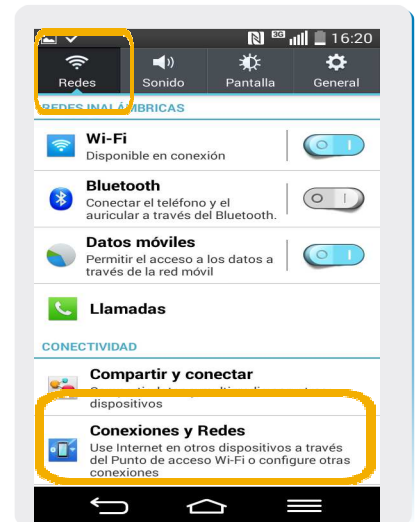 3G 16:20
Redes Sonido Pantalla General
REDES INALÁMBRICAS
Wi-Fi
Disponible en conexión
Bluetooth
Conectar el teléfono y el
auricular a través del Bluetooth.
Datos móviles
Permitir el acceso a los datos a
través de la red móvil
Llamadas
CONECTIVIDAD
Compartir y conectar
dispositivos
Conexiones y Redes
Use Internet en otros dispositivos a través
del Punto de acceso Wi-Fi o configure otras
conexiones